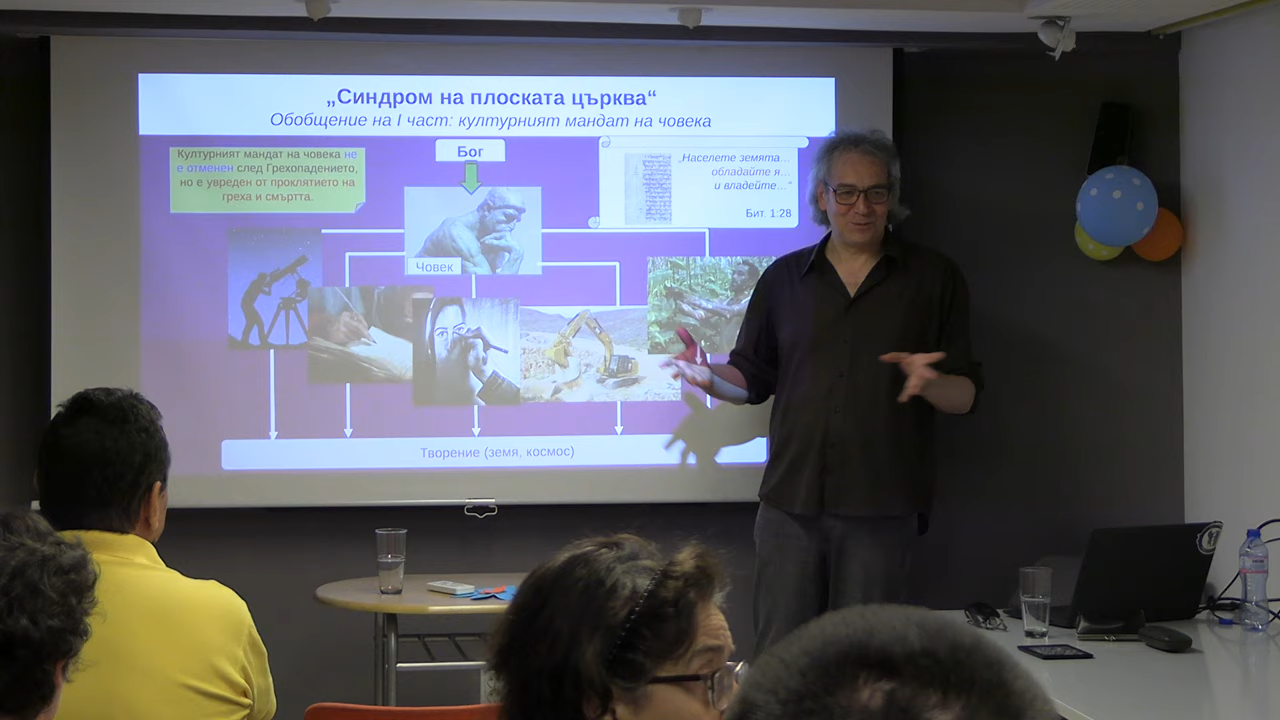 „Синдром на плоската църква“
Обобщение на I част: културният мандат на човека
Културният мандат на човека не
е отменен след Грехопадението,
но е увреден от проклятието на
греха и смъртта.
Бог
„Населете земята…
обладайте я…
и владейте…“
Бит. 1:28
Човек
Творение (земя, космос)